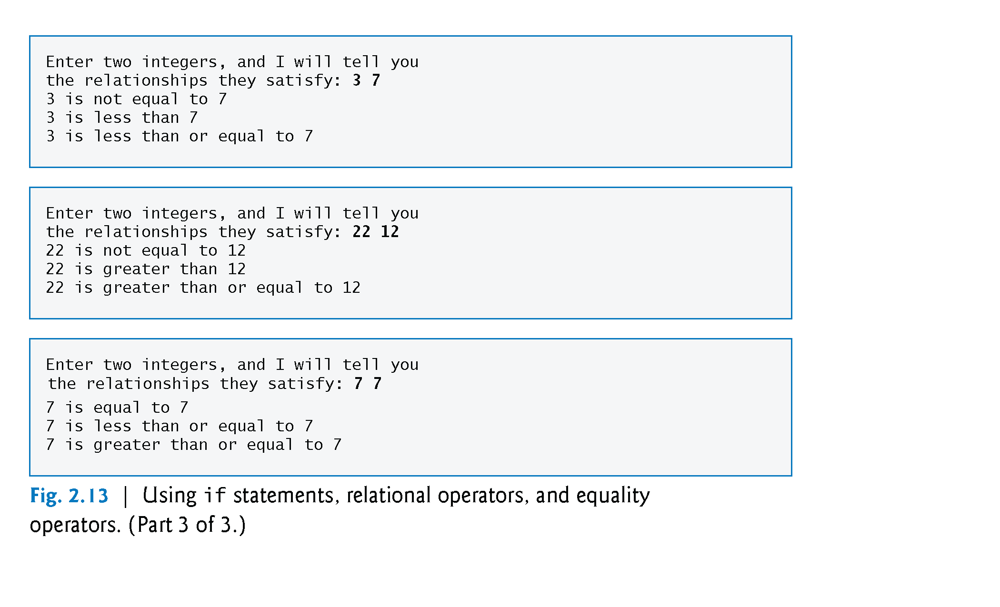 Enter two integers, and I will tell you
the relationships they satisfy: 3 7
3 is not equal to 7
3 is less than 7
3 is less than or equal to 7
Enter two integers, and I will tell you
the relationships they satisfy: 22 12
22 is not equal to 12
22 is greater than 12
22 is greater than or equal to 12
Enter two integers, and I will tell you
the relationships they satisfy: 7 7
7 is equal to 7
7 is less than or equal to 7
7 is greater than or equal to 7
Fig. 2.13 | Using if statements, relational operators, and equality
operators. (Part 3 of 3.)